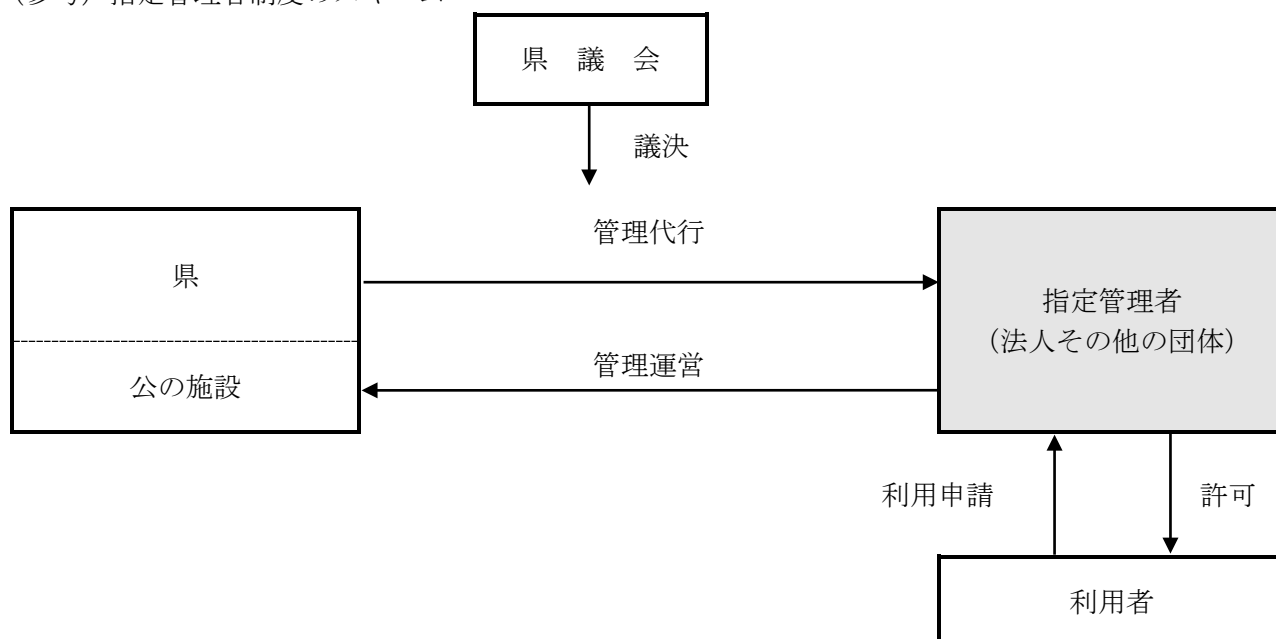 県　議　会
議決
管理代行
県
指定管理者
（法人その他の団体）
管理運営
公の施設
利用申請
許可
利用者